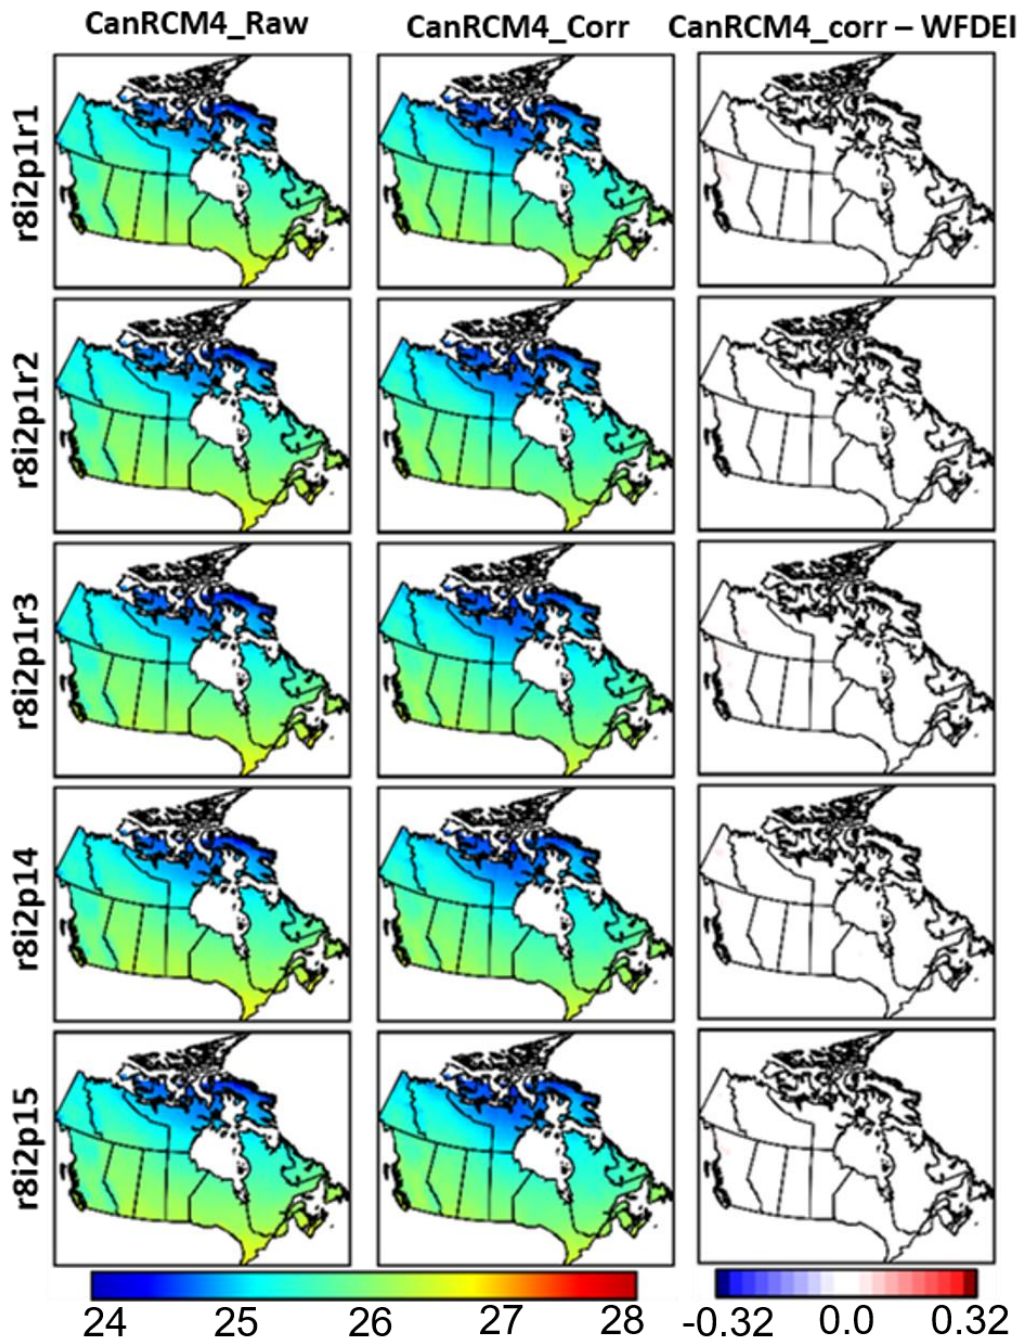 CanRCM4_Raw CanRCM4_Corr CanRCM4_corr – WFDEI
r8i2p1r1
r8i2p1r2
r8i2p1r3
r8i2p14
r8i2p15
24 25 26 27 28 -0.32 0.0 0.32